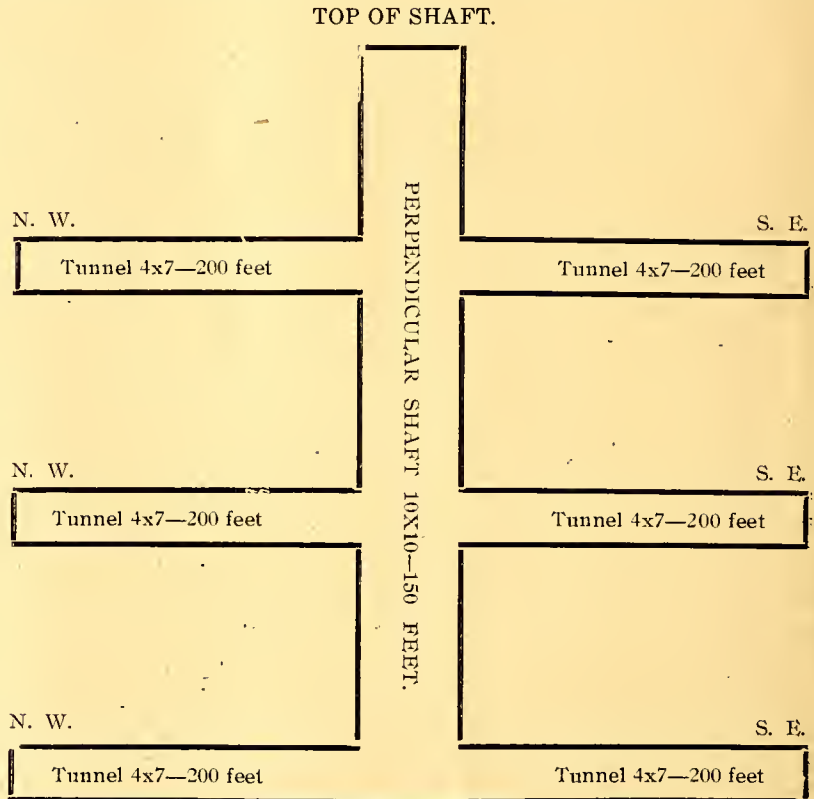 TOP OF SHAFT.
N. W.
S. E.
Tunnel 4x7—200 feet
Tunnel 4x7—200 feet
PERPENDICULAR SHAFT 10X10—150 FEET.
N. W.
S. E.
Tunnel 4x7—200 feet
Tunnel 4x7—200 feet
N. W.
S. E.
Tunnel 4x7—200 feet
Tunnel 4x7—200 feet